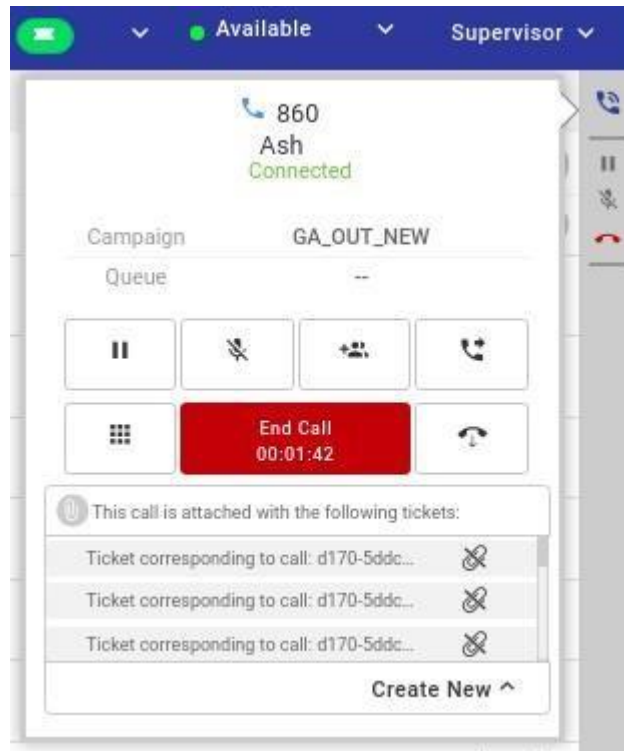 Available
Supervisor
860
Ash
Connected
Campaign GA_OUT_NEW
Queue --
End Call
00:01:42
This call is attached with the following tickets:
Ticket corresponding to call: d170-5ddc...
Ticket corresponding to call: d170-5ddc...
Ticket corresponding to call: d170-5ddc...
Create New